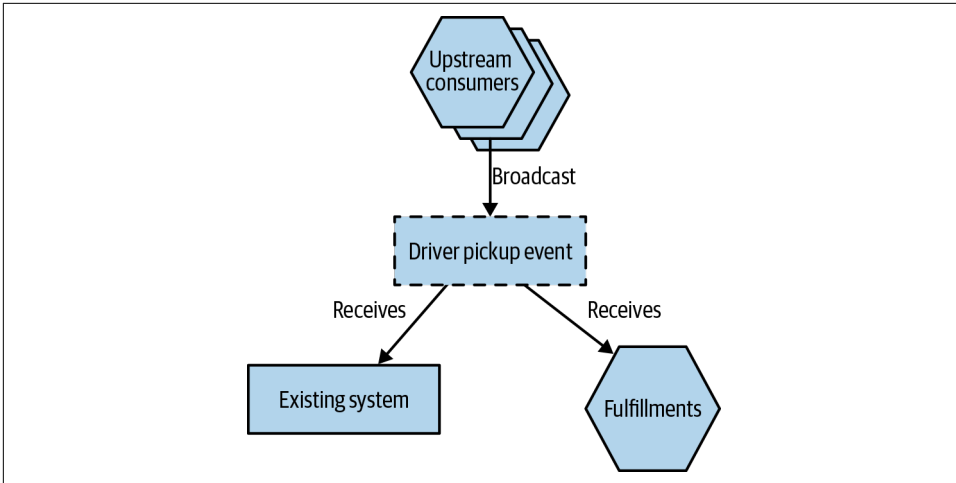 Upstream
consumers
Broadcast
Driver pickup event
Receives
Receives
Existing system
Fulfillments